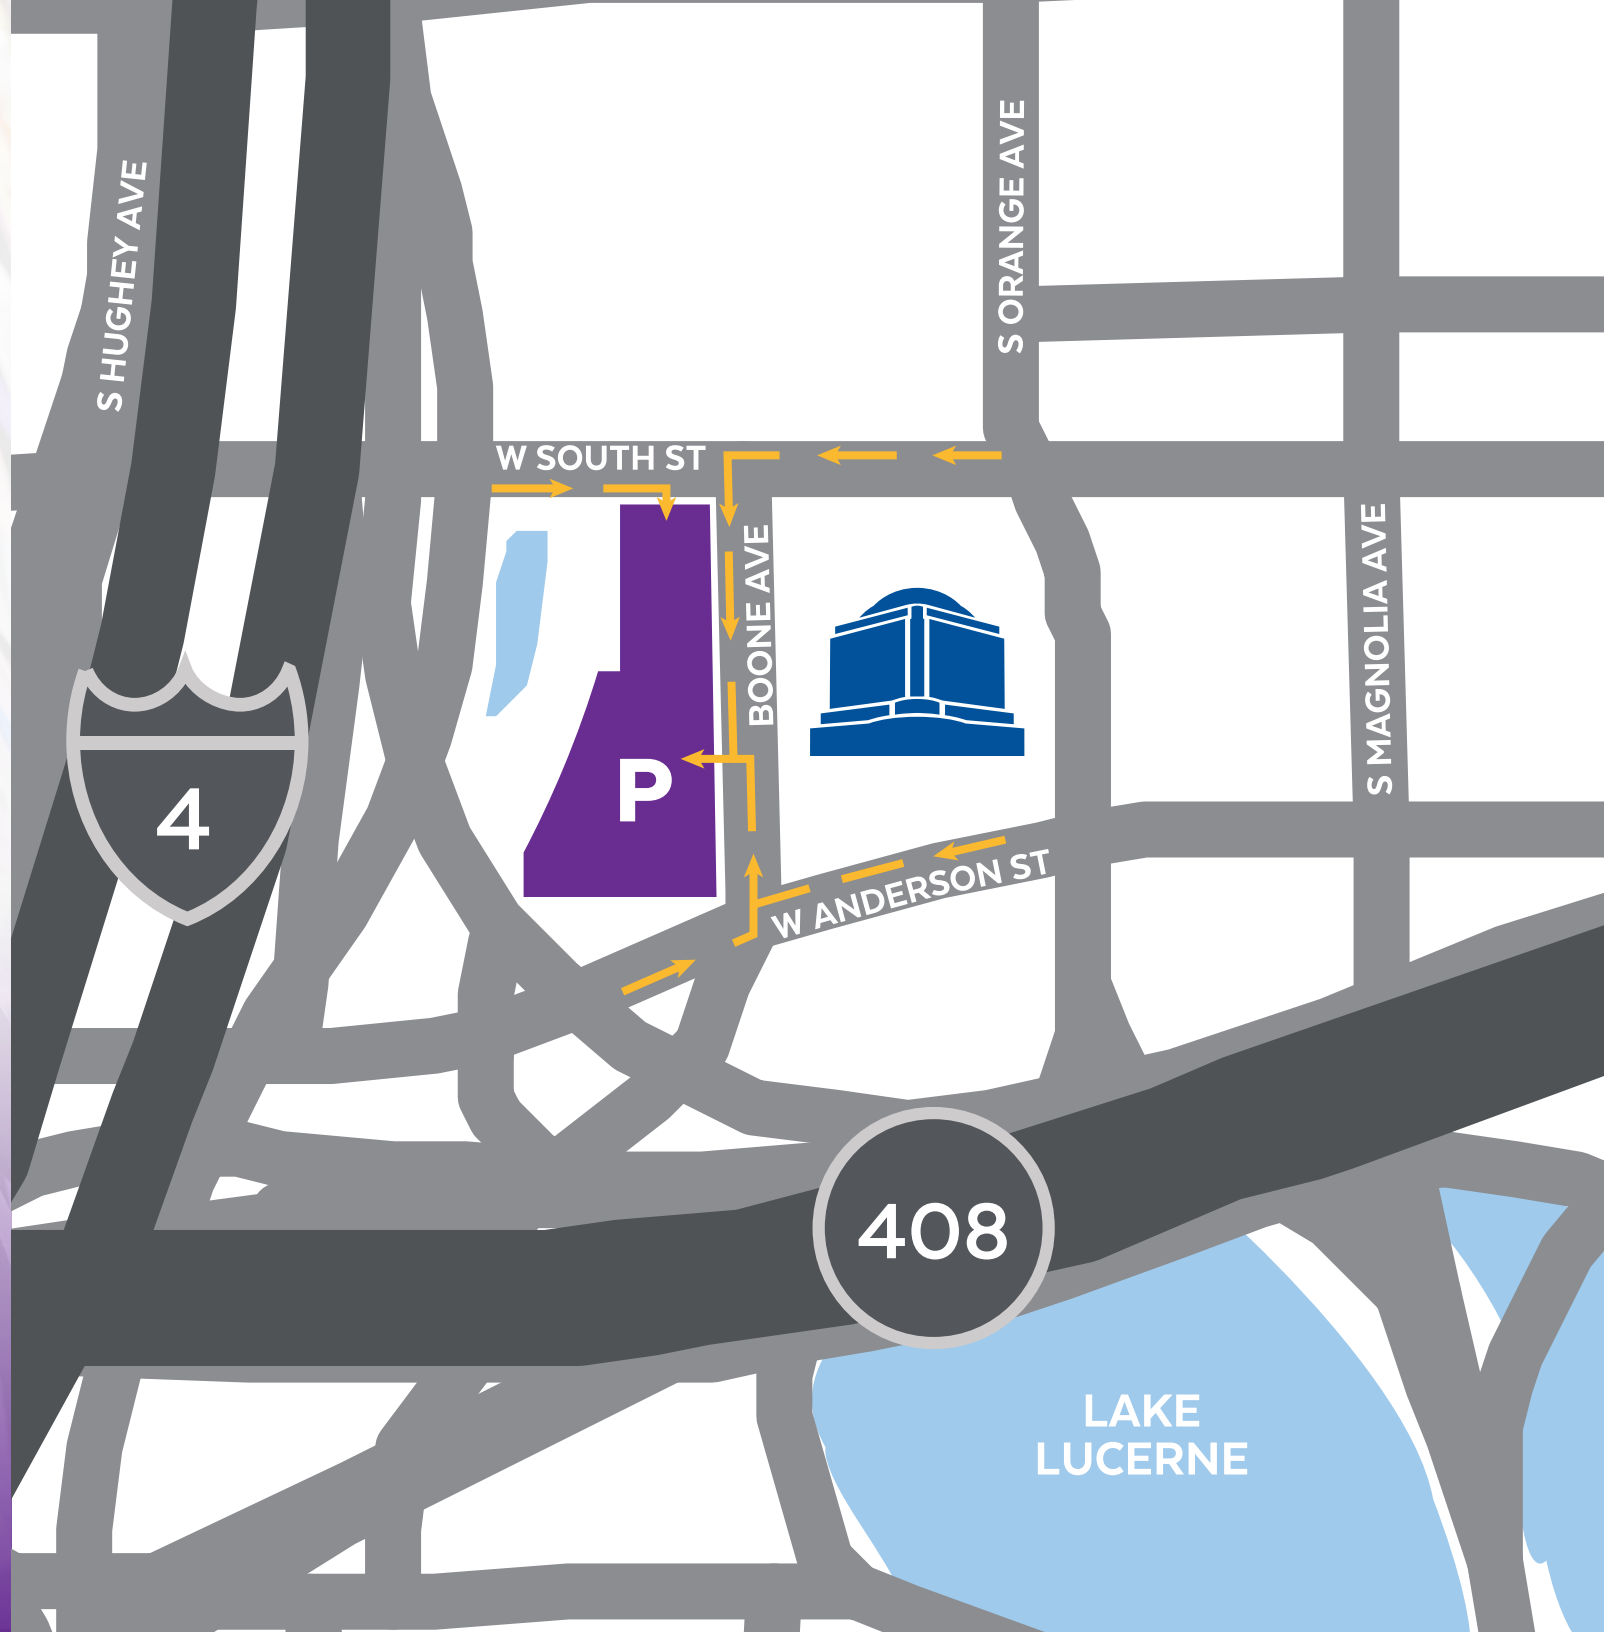 S HUGHEY AVE
S ORANGE AVE
W SOUTH ST
BOONE AVE
S MAGNOLIA AVE
P
4
W ANDERSON ST
408
LAKE
LUCERNE